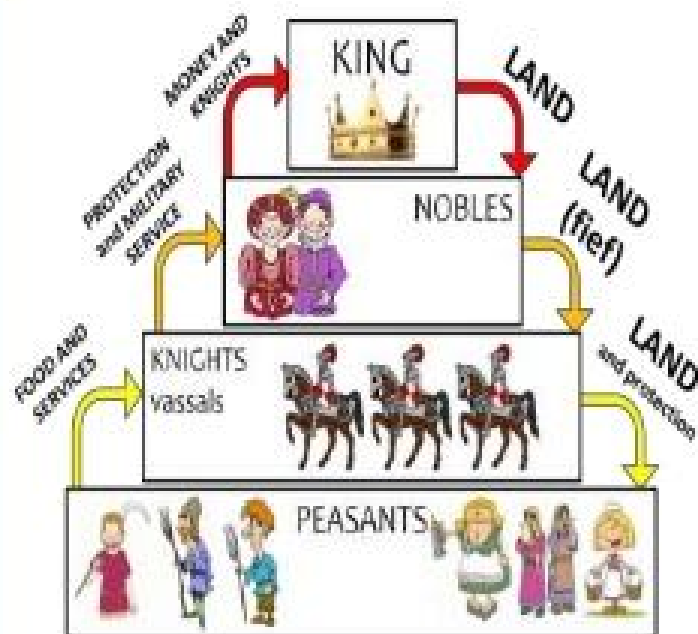 MONEY AND
KNIGHTS
KING
LAND
PROTECTION
and MILITARY
SERVICE
NOBLES
LAND
(fief)
FOOD AND
SERVICES
KNIGHTS
vassals
LAND
and protection
PEASANTS